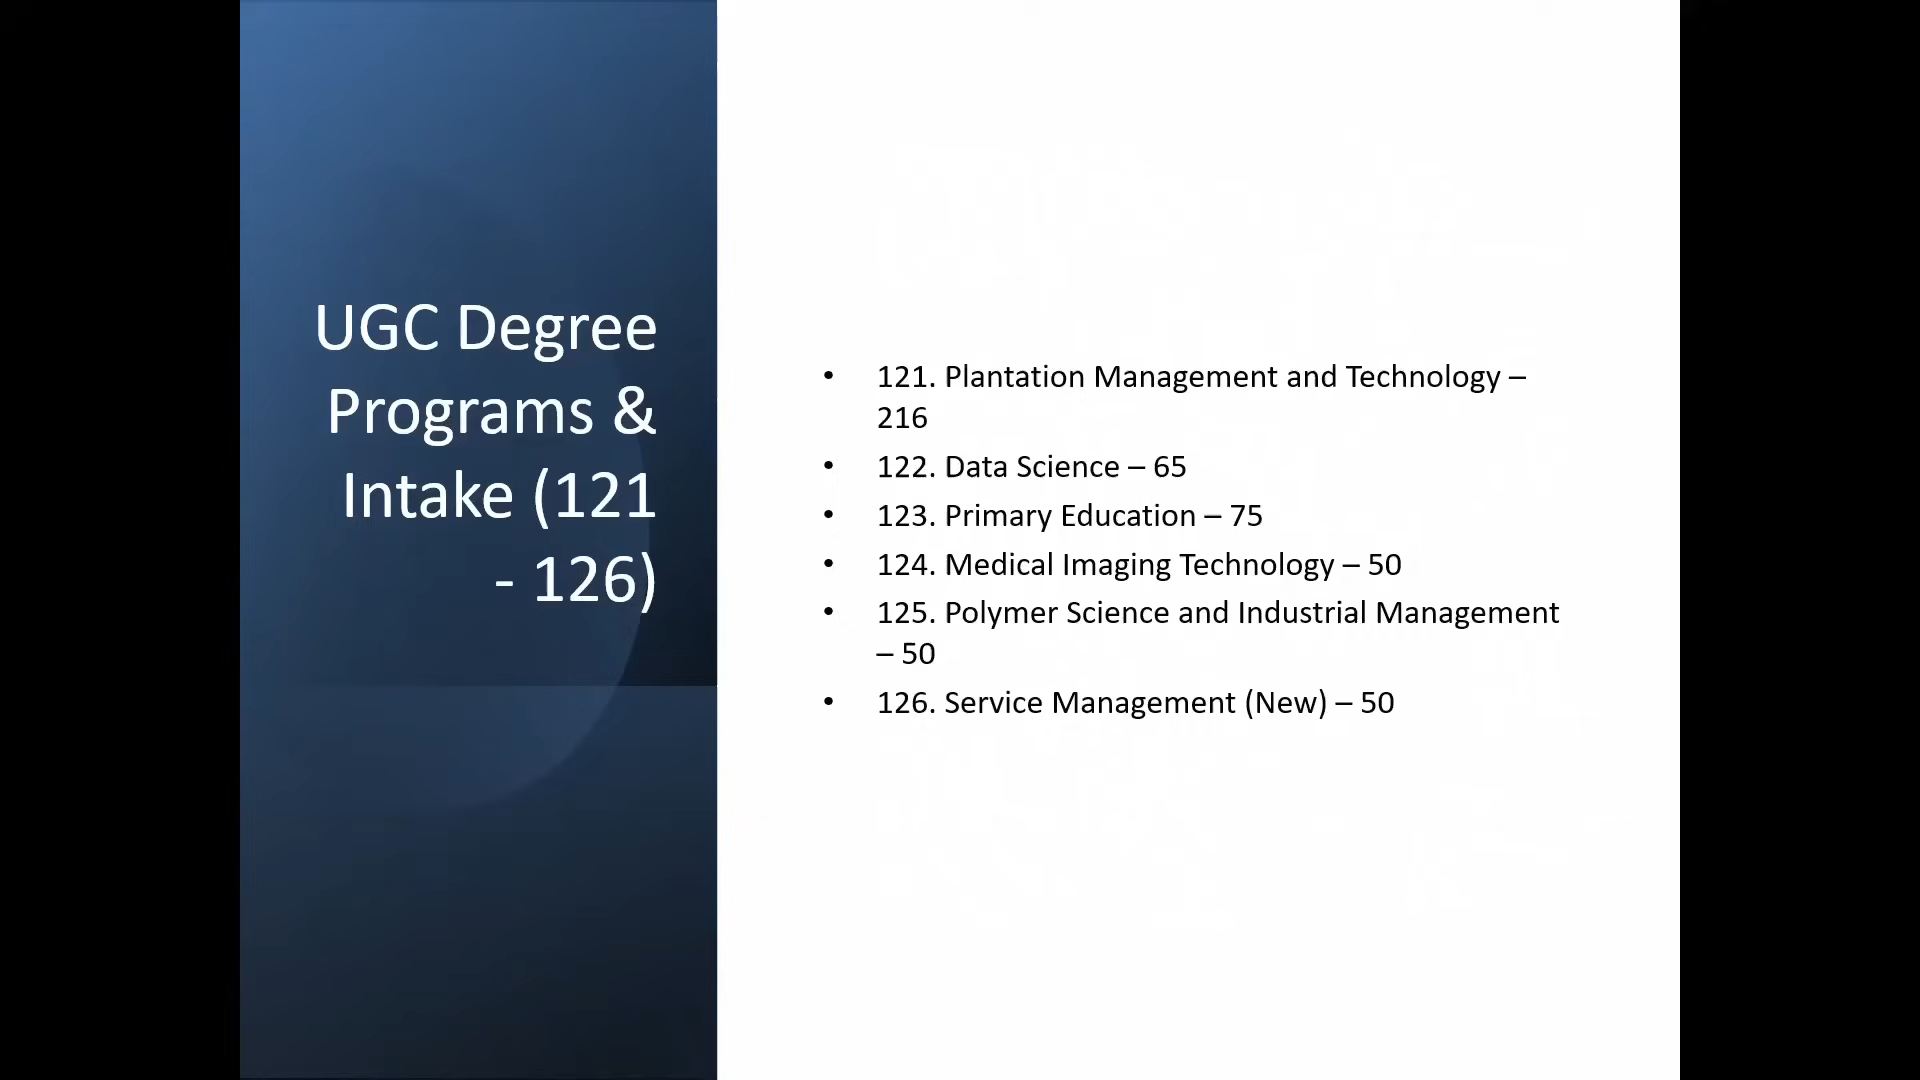 UGC Degree
Programs &
Intake (121
- 126)
• 121. Plantation Management and Technology –
216
• 122. Data Science – 65
• 123. Primary Education – 75
• 124. Medical Imaging Technology – 50
• 125. Polymer Science and Industrial Management
– 50
• 126. Service Management (New) – 50